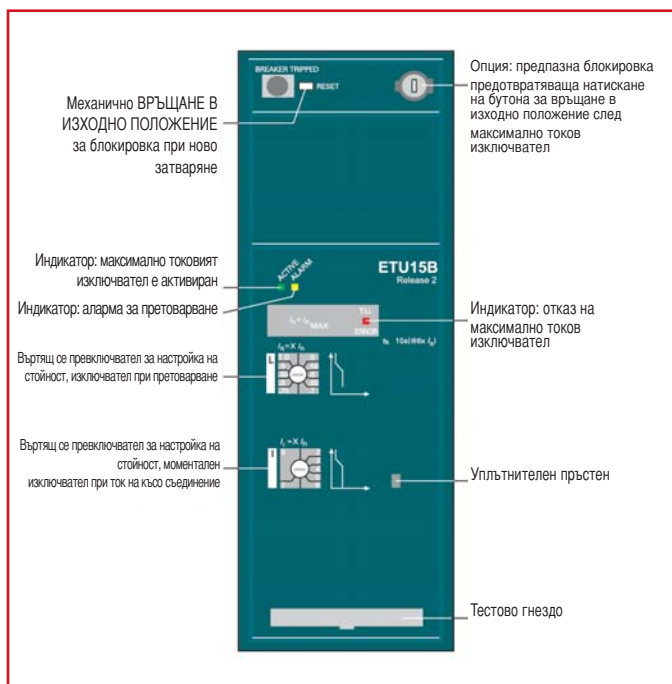 BREAKER TRIPPED
RESET
Механично ВРЪЩАНЕ В
ИЗХОДНО ПОЛОЖЕНИЕ
за блокировка при ново
затваряне
Опция: предпазна блокировка
предотвратяваща натискане
на бутона за връщане в
изходно положение след
максимално токов
изключвател
Индикатор: максимално токовият
изключвател е активиран
Индикатор: аларма за претоварване
ACTIVE
ALARM
ETU15B
Release 2
T.U.
ERROR
MAX
Индикатор: отказ на
максимално токов
изключвател
Въртящ се превключвател за настройка на
стойност, изключвател при претоварване
L
Въртящ се превключвател за настройка на
стойност, моментален
изключвател при ток на късо съединение
I
Уплътнителен пръстен
Тестово гнездо